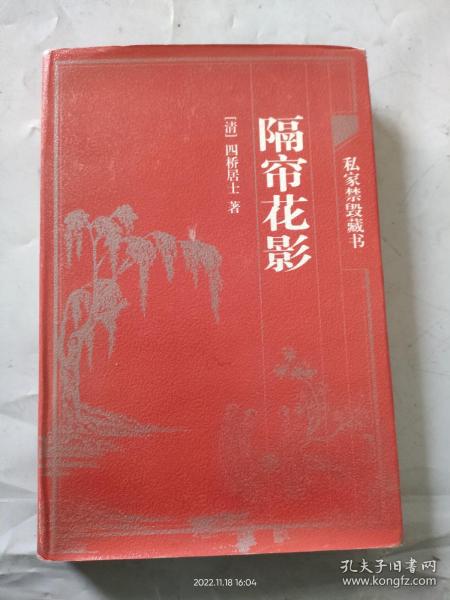 私家禁毁藏书
隔帘花影
[清] 四桥居士 著
2022.11.18 16:04
孔夫子旧书网
www.kongfz.com